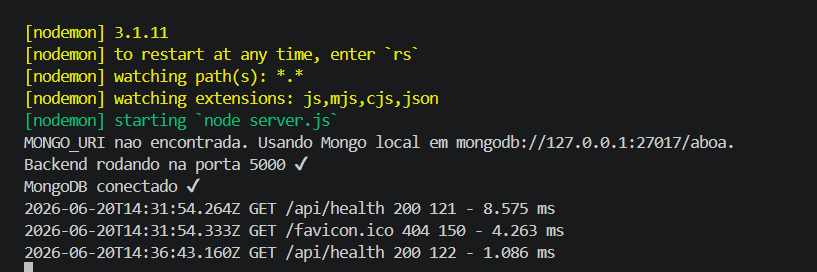 [nodemon] 3.1.11
[nodemon] to restart at any time, enter `rs`
[nodemon] watching path(s): *.*
[nodemon] watching extensions: js,mjs,cjs,json
[nodemon] starting `node server.js`
MONGO_URI nao encontrada. Usando Mongo local em mongodb://127.0.0.1:27017/aboa.
Backend rodando na porta 5000 ✓
MongoDB conectado ✓
2026-06-20T14:31:54.264Z GET /api/health 200 121 - 8.575 ms
2026-06-20T14:31:54.333Z GET /favicon.ico 404 150 - 4.263 ms
2026-06-20T14:36:43.160Z GET /api/health 200 122 - 1.086 ms